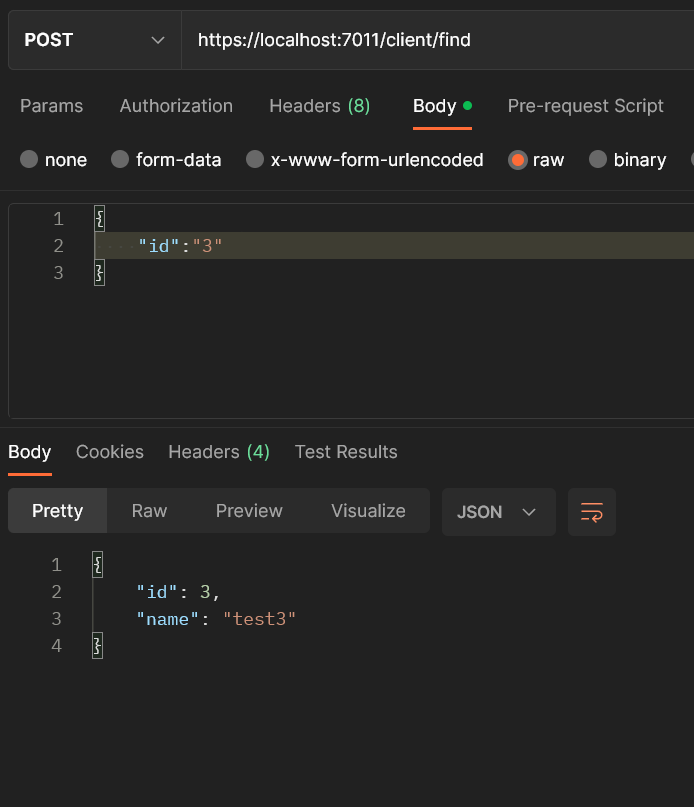 POST https://localhost:7011/client/find
Params Authorization Headers (8) Body Pre-request Script
none form-data x-www-form-urlencoded raw binary
1 {
2 "id":"3"
3 }
Body Cookies Headers (4) Test Results
Pretty Raw Preview Visualize JSON
1 {
2 "id": 3,
3 "name": "test3"
4 }